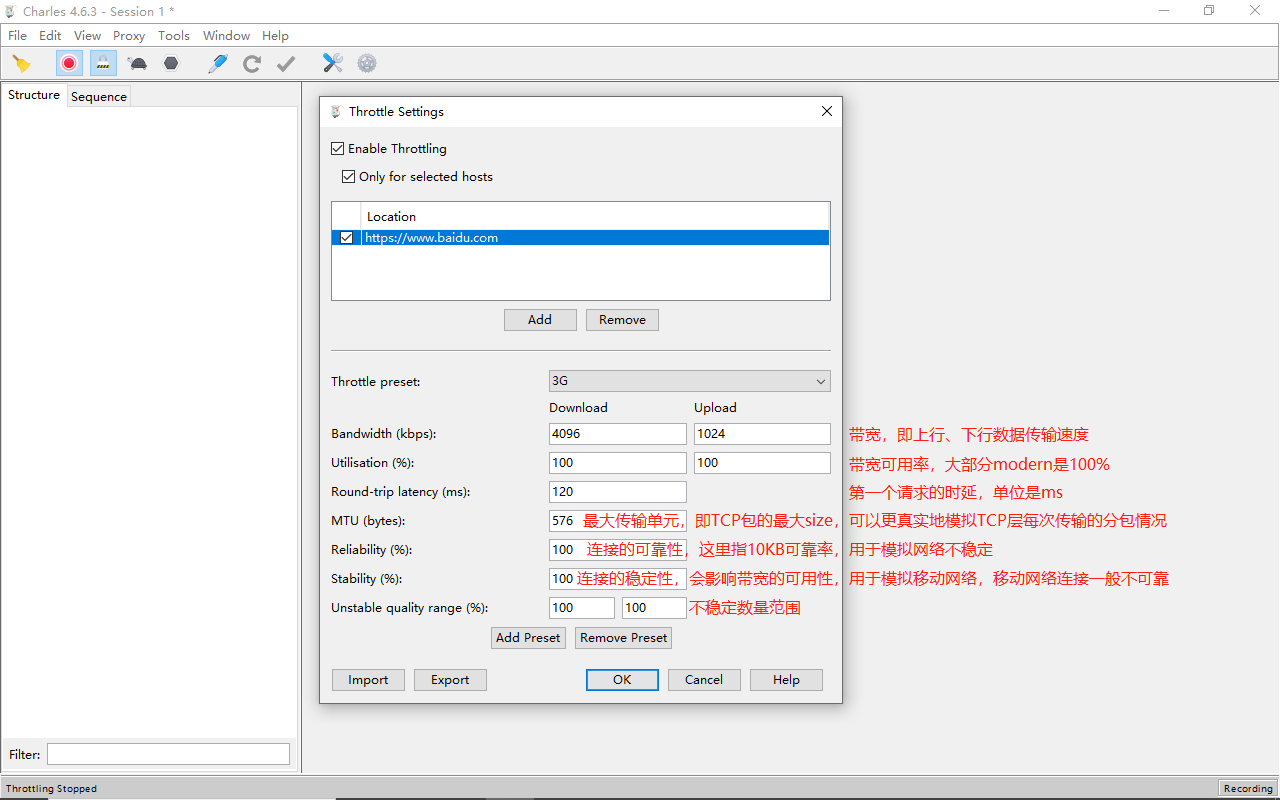 Charles 4.6.3 - Session 1 *
File Edit View Proxy Tools Window Help
Structure Sequence
Throttle Settings
Enable Throttling
Only for selected hosts
Location
https://www.baidu.com
Add Remove
Throttle preset: 3G
Download Upload
Bandwidth (kbps): 4096 1024 带宽，即上行、下行数据传输速度
Utilisation (%): 100 100 带宽可用率，大部分modern是100%
Round-trip latency (ms): 120 第一个请求的时延，单位是ms
MTU (bytes): 576 最大传输单元，即TCP包的最大size，可以更真实地模拟TCP层每次传输的分包情况
Reliability (%): 100 连接的可靠性，这里指10KB可靠率，用于模拟网络不稳定
Stability (%): 100 连接的稳定性，会影响带宽的可用性，用于模拟移动网络，移动网络连接一般不可靠
Unstable quality range (%): 100 100 不稳定数量范围
Add Preset Remove Preset
Import Export OK Cancel Help
Filter:
Throttling Stopped Recording